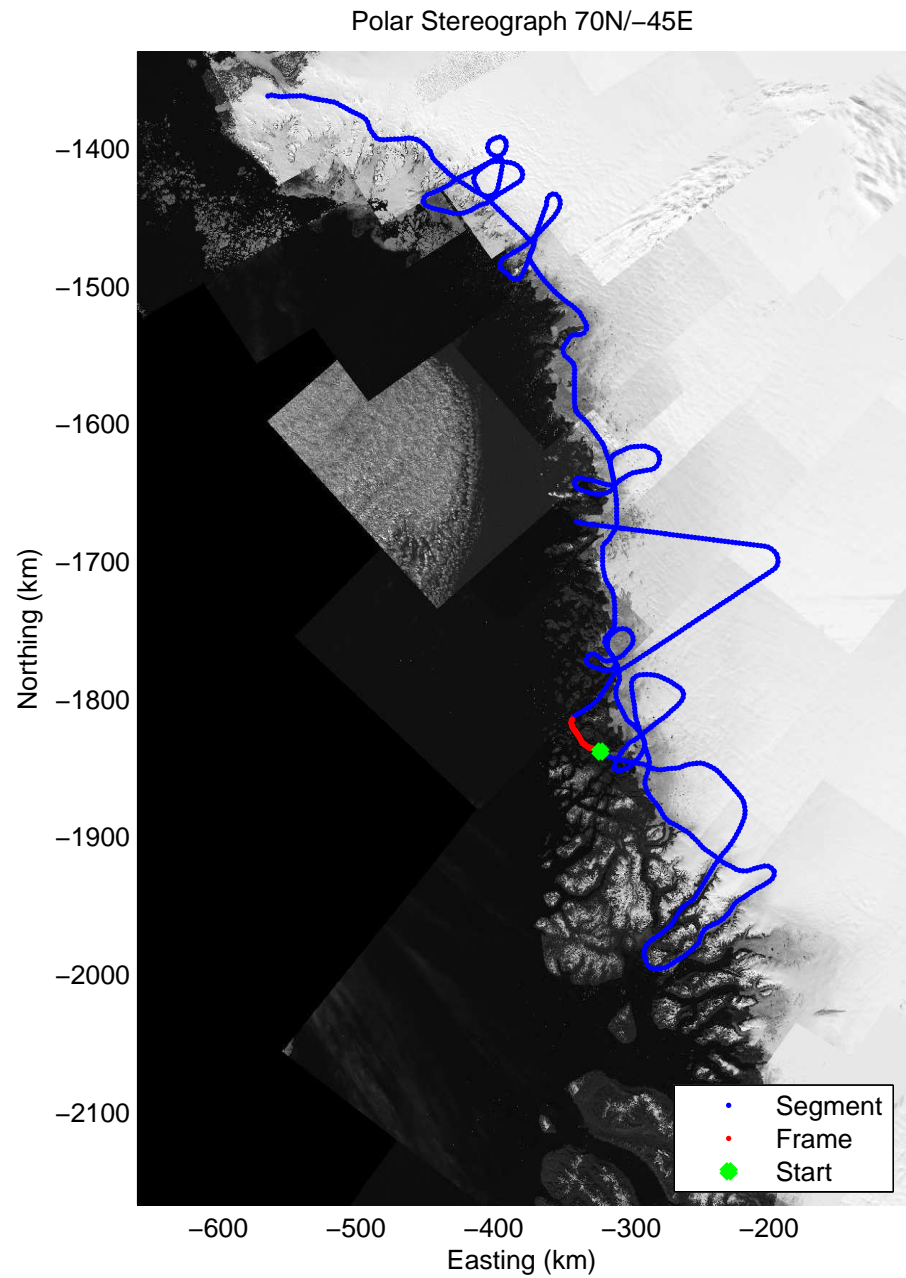 Polar Stereograph 70N/−45E
Northing (km)
−1400
−1500
−1600
−1700
−1800
−1900
−2000
−2100
−600 −500 −400 −300 −200
Easting (km)
Segment
Frame
Start